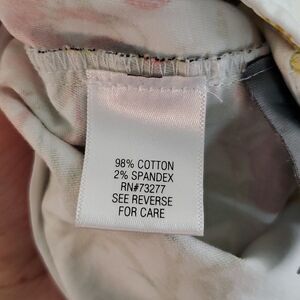 98% COTTON
2% SPANDEX
RN#73277
SEE REVERSE
FOR CARE